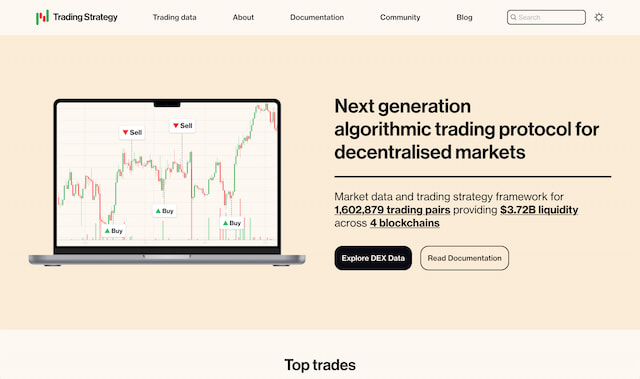 Trading Strategy
Trading data
About
Documentation
Community
Blog
Search
Sell
Sell
Buy
Buy
Buy
Next generation
algorithmic trading protocol for
decentralised markets
Market data and trading strategy framework for
1,602,879 trading pairs providing $3.72B liquidity
across 4 blockchains
Explore DEX Data
Read Documentation
Top trades